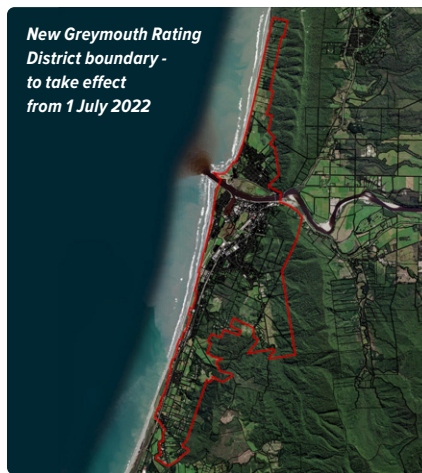 New Greymouth Rating
District boundary -
to take effect
from 1 July 2022